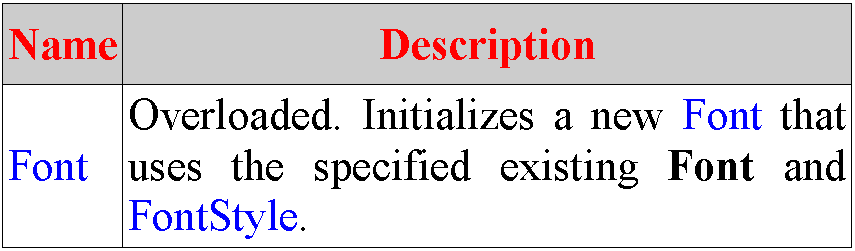 Name Description
Font
Overloaded. Initializes a new Font that
uses the specified existing Font and
FontStyle.